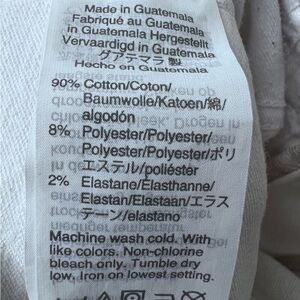 Made in Guatemala
Fabriqué au Guatemala
in Guatemala Hergestellt
Vervaardigd in Guatemala
グアテマラ 製
Hecho en Guatemala
90% Cotton/Coton/
Baumwolle/Katoen/綿/
algodón
8% Polyester/Polyester/
Polyester/Polyester/ポリ
エステル/poliéster
2% Elastane/Élasthanne/
Elastan/Elastaan/エラス
テーン/elastano
Machine wash cold. With
like colors. Non-chlorine
bleach only. Tumble dry
low. Iron on lowest setting.